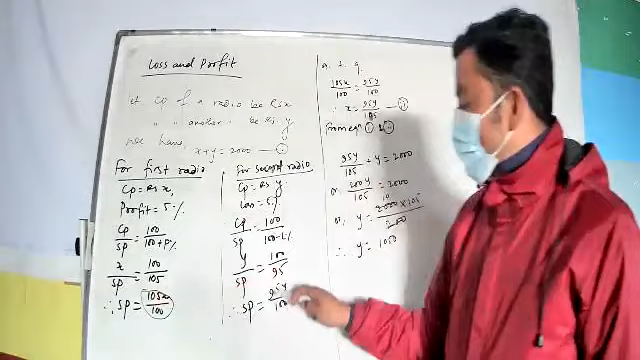 Loss and Profit
let CP of a radio be Rs x
" " " another " be Rs. y
we have, x+y = 2000 — (i)
For first radio
CP = Rs x,
Profit = 5%
CP/SP = 100/(100+P%)
x/SP = 100/105
∴ SP = 105x/100
For second radio
CP = Rs y
Loss = 5%
CP/SP = 100/(100-L%)
y/SP = 100/95
∴ SP = 95y/100
a. t. q.
105x/100 = 95y/100
∴ x = 95y/105 — (ii)
From eqn (i) &
95y/105 + y = 2000
or, 200y/105 = 2000
or, y = 2000×105/200
10
∴ y = 1050